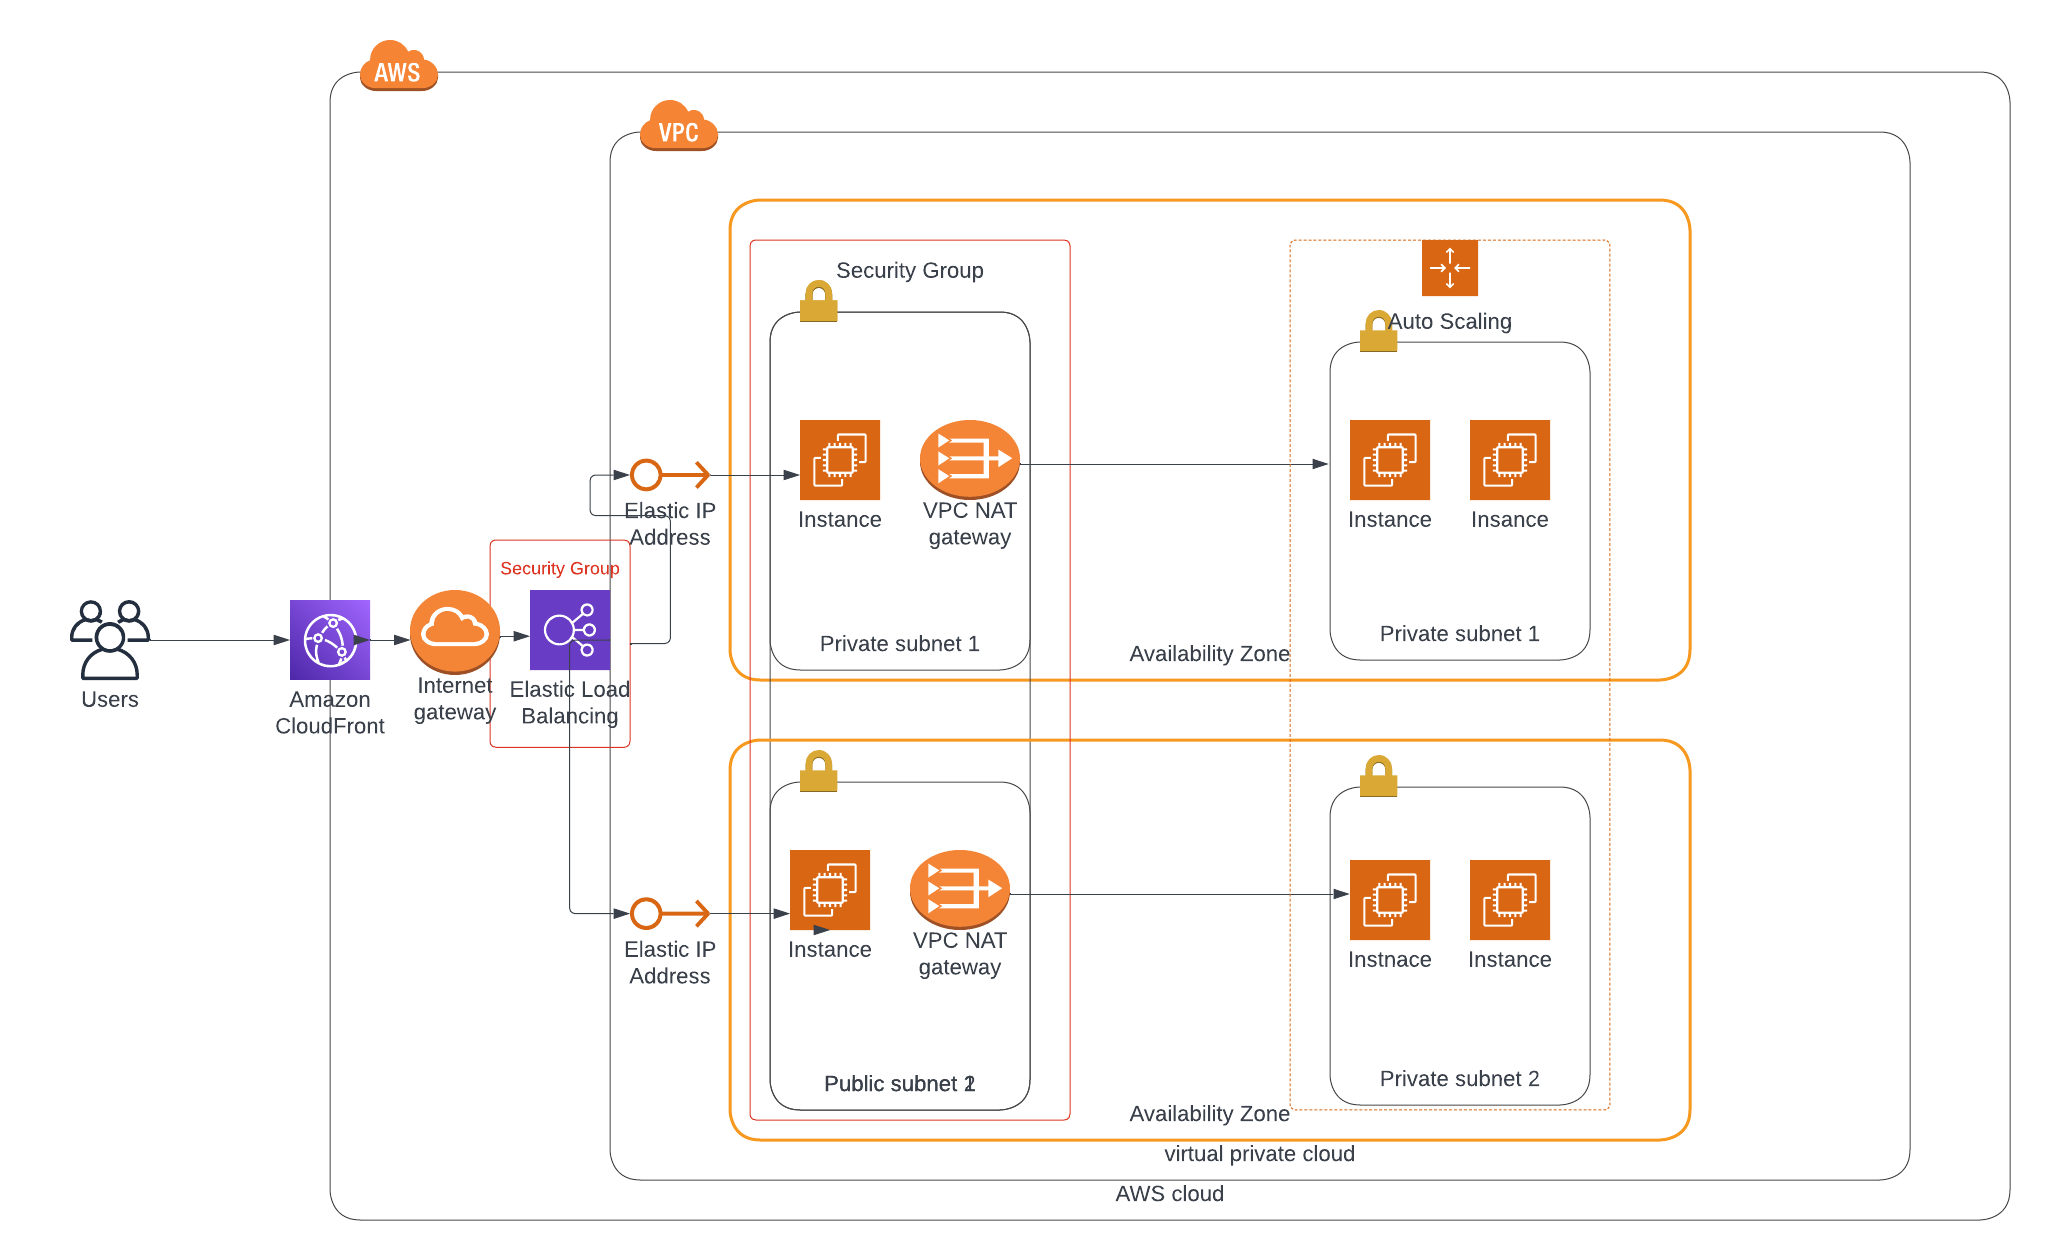 AWS
VPC
Security Group
Auto Scaling
Elastic IP
Address
Instance
VPC NAT
gateway
Instance
Insance
Security Group
Private subnet 1
Private subnet 1
Availability Zone
Users
Amazon
CloudFront
Internet
gateway
Elastic Load
Balancing
Elastic IP
Address
Instance
VPC NAT
gateway
Instnace
Instance
Public subnet
Private subnet 2
Availability Zone
virtual private cloud
AWS cloud